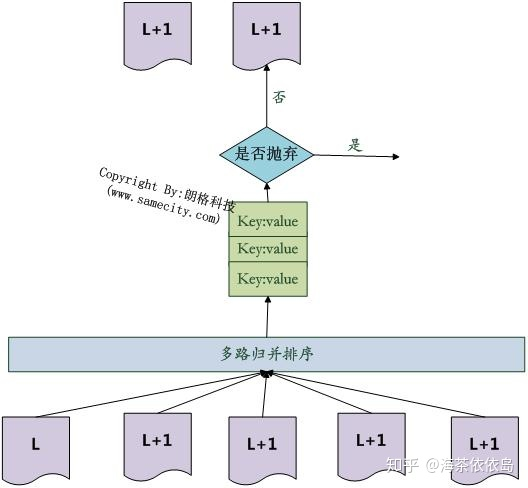 L+1
L+1
否
是否抛弃
是
Copyright By:朗格科技
(www.samecity.com)
Key:value
Key:value
Key:value
多路归并排序
L
L+1
L+1
L+1
L+1
知乎 @海茶依依岛